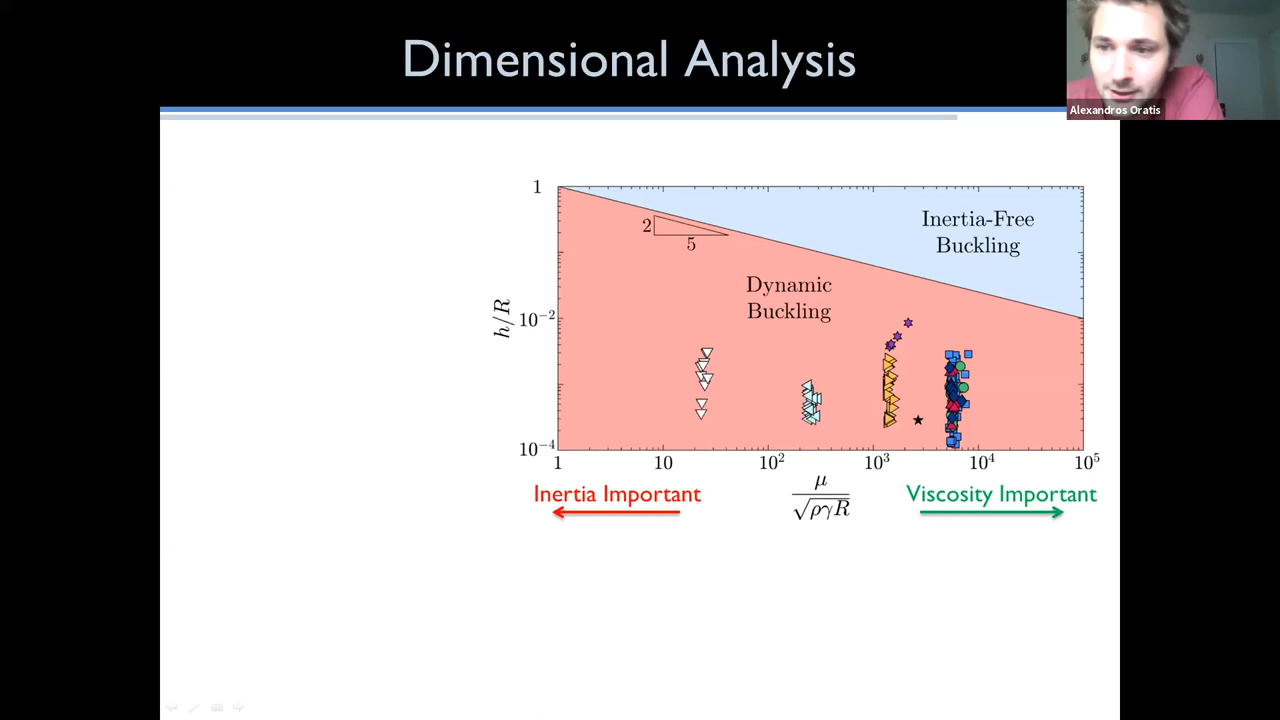 Dimensional Analysis
Alexandros Oratis
1
2
5
Inertia-Free
Buckling
Dynamic
Buckling
h/R
10^-2
10^-4
1 10 10^2 10^3 10^4 10^5
Inertia Important
μ
√ργR
Viscosity Important